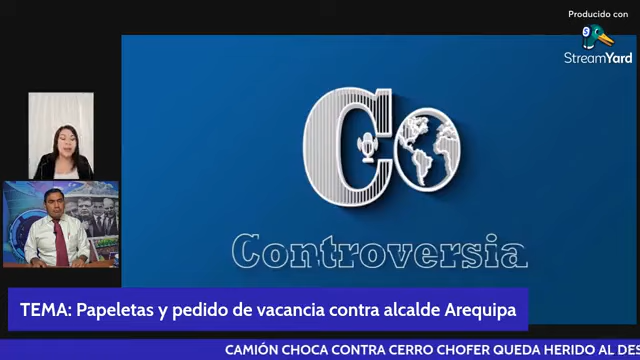 Producido con
StreamYard
Co
Controversia
TEMA: Papeletas y pedido de vacancia contra alcalde Arequipa
CAMIÓN CHOCA CONTRA CERRO CHOFER QUEDA HERIDO AL DES